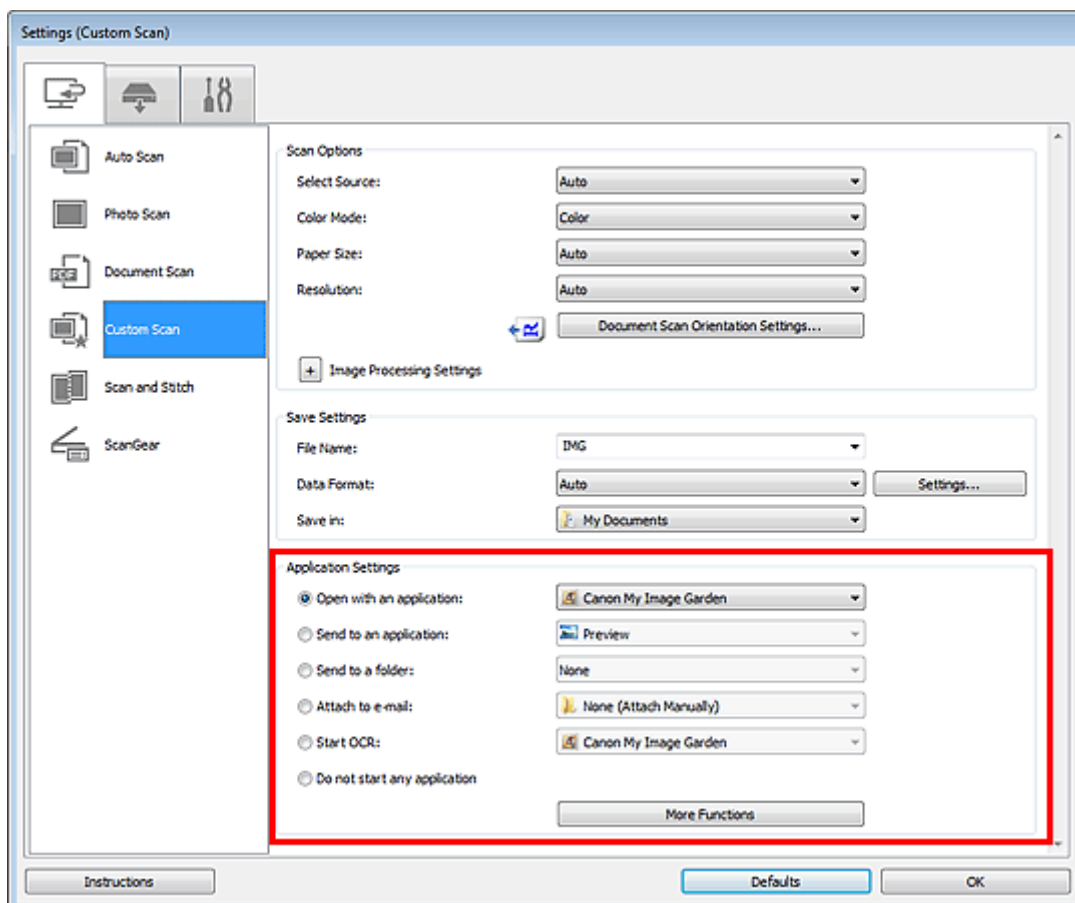 Settings (Custom Scan)
Auto Scan
Photo Scan
PDF
Document Scan
Custom Scan
Scan and Stitch
ScanGear
Scan Options
Select Source: Auto
Color Mode: Color
Paper Size: Auto
Resolution: Auto
R Document Scan Orientation Settings...
+ Image Processing Settings
Save Settings
File Name: IMG
Data Format: Auto Settings...
Save in: My Documents
Application Settings
Open with an application: Canon My Image Garden
Send to an application: Preview
Send to a folder: None
Attach to e-mail: None (Attach Manually)
Start OCR: Canon My Image Garden
Do not start any application
More Functions
Instructions Defaults OK